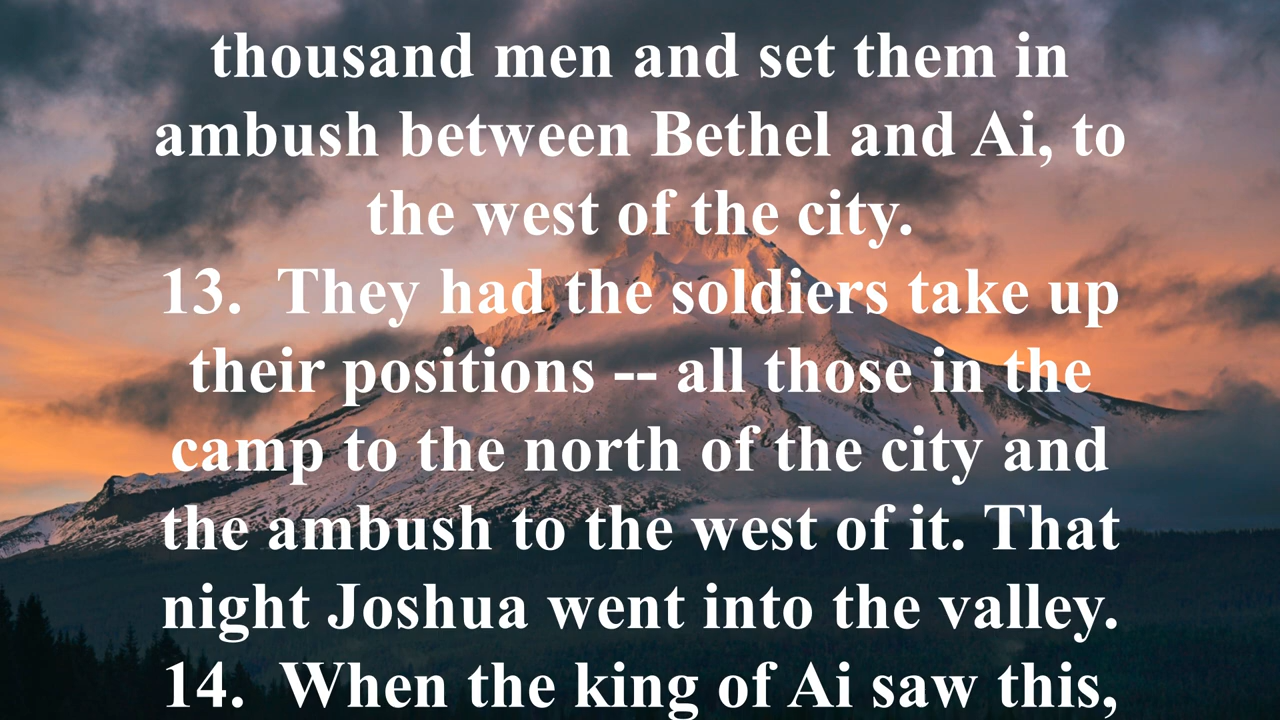 thousand men and set them in
ambush between Bethel and Ai, to
the west of the city.
13.  They had the soldiers take up
their positions -- all those in the
camp to the north of the city and
the ambush to the west of it. That
night Joshua went into the valley.
14.  When the king of Ai saw this,